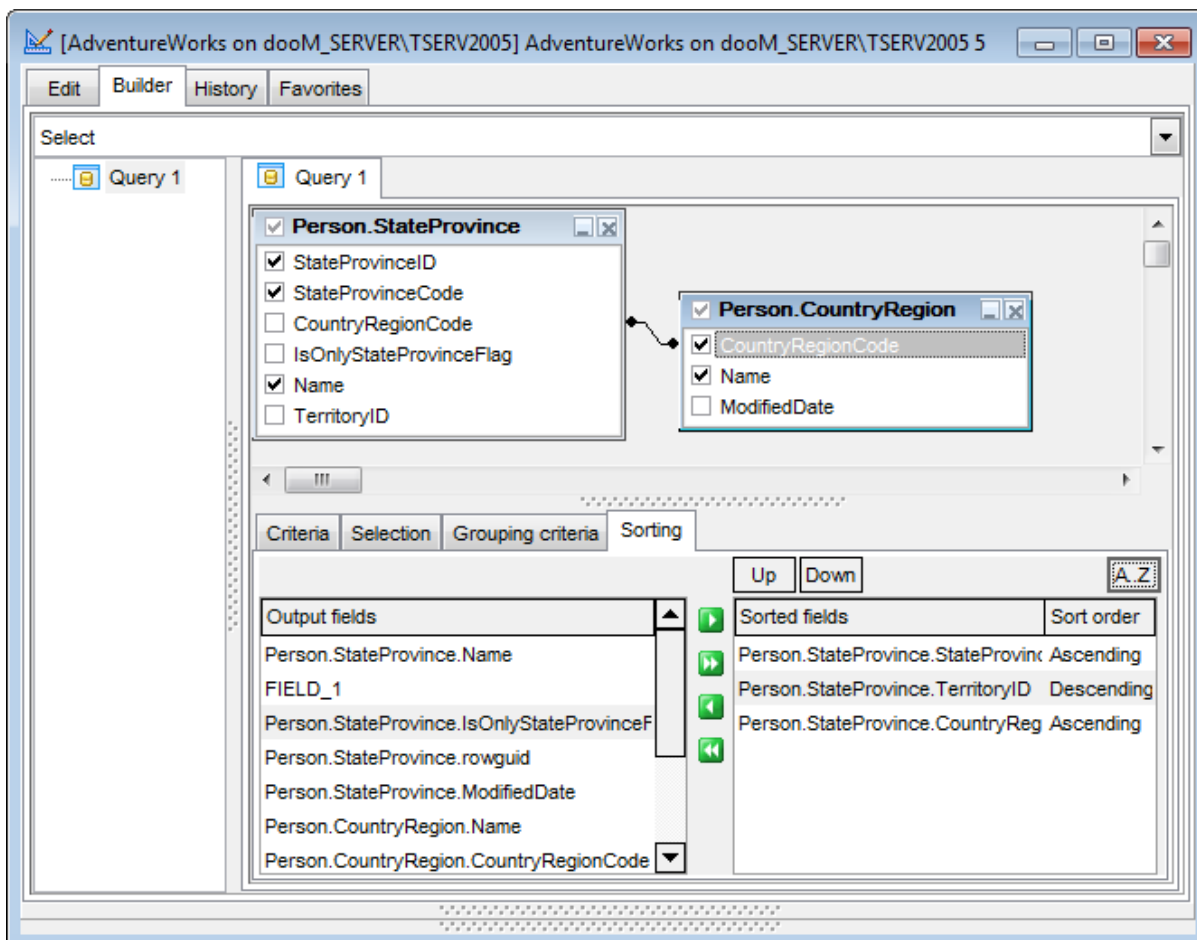 [AdventureWorks on dooM_SERVER\TSERV2005] AdventureWorks on dooM_SERVER\TSERV2005 5
Edit Builder History Favorites
Select
Query 1
Query 1
Person.StateProvince
StateProvinceID
StateProvinceCode
CountryRegionCode
IsOnlyStateProvinceFlag
Name
TerritoryID
Person.CountryRegion
CountryRegionCode
Name
ModifiedDate
Criteria Selection Grouping criteria Sorting
Up Down A..Z
Output fields
Person.StateProvince.Name
FIELD_1
Person.StateProvince.IsOnlyStateProvinceF
Person.StateProvince.rowguid
Person.StateProvince.ModifiedDate
Person.CountryRegion.Name
Person.CountryRegion.CountryRegionCode
Sorted fields Sort order
Person.StateProvince.StateProvinc Ascending
Person.StateProvince.TerritoryID Descending
Person.StateProvince.CountryReg Ascending